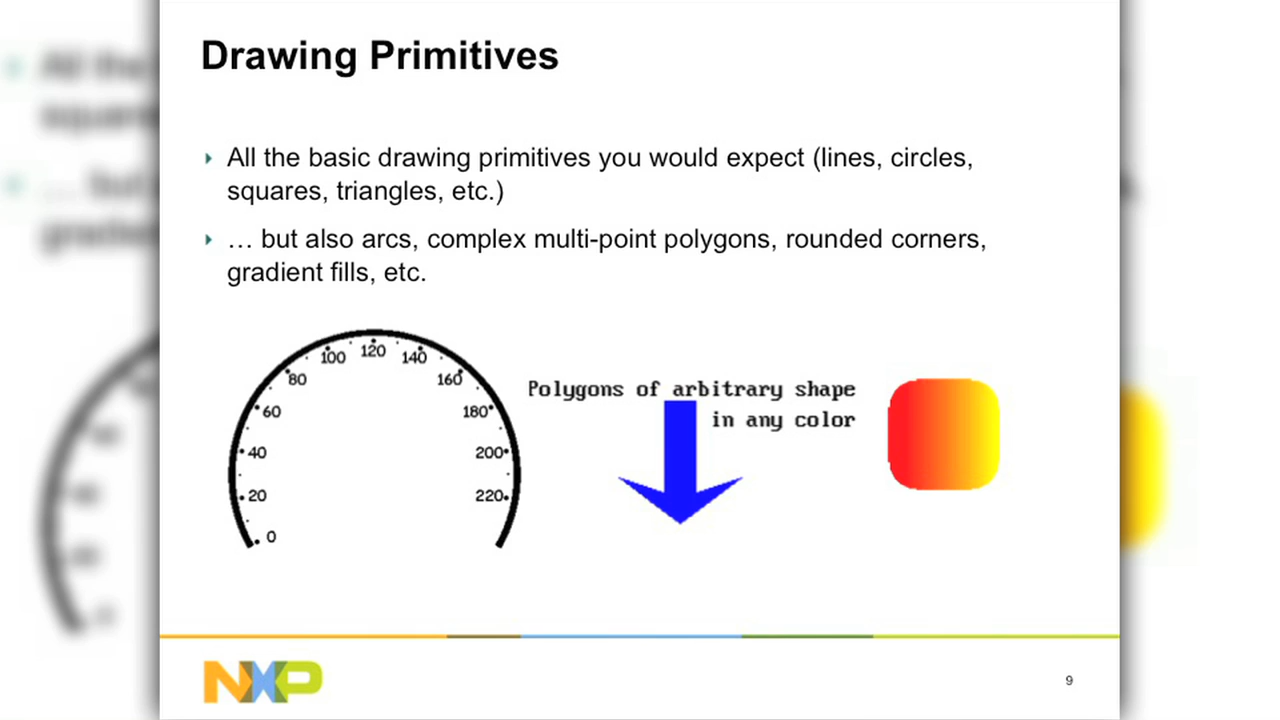 Drawing Primitives
All the basic drawing primitives you would expect (lines, circles,
squares, triangles, etc.)
… but also arcs, complex multi-point polygons, rounded corners,
gradient fills, etc.
0
20
40
60
80
100
120
140
160
180
200
220
Polygons of arbitrary shape
in any color
NXP
9